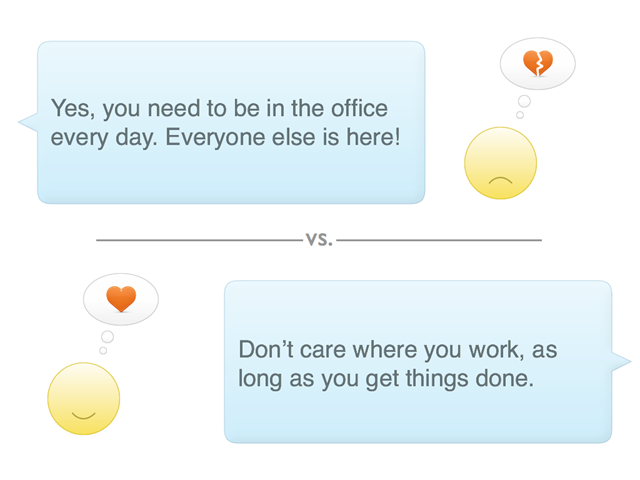 Yes, you need to be in the office
every day. Everyone else is here!
vs.
Don’t care where you work, as
long as you get things done.